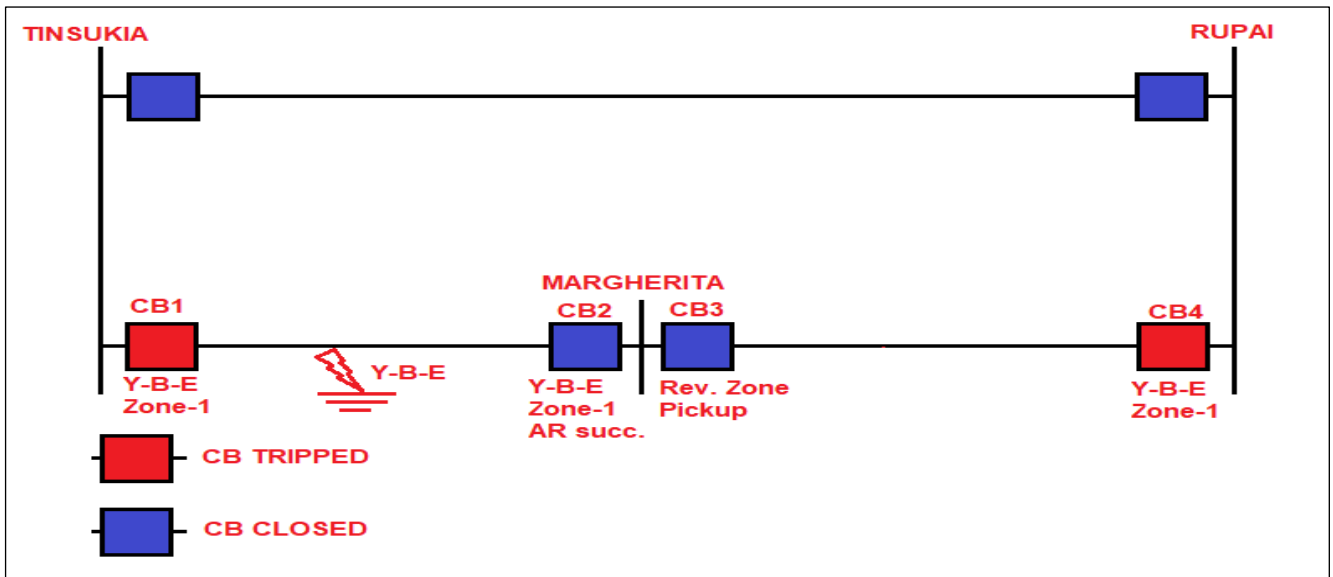 TINSUKIA
RUPAI
MARGHERITA
CB1
CB2
CB3
CB4
Y-B-E
Y-B-E
Zone-1
Y-B-E
Zone-1
AR succ.
Rev. Zone
Pickup
Y-B-E
Zone-1
CB TRIPPED
CB CLOSED